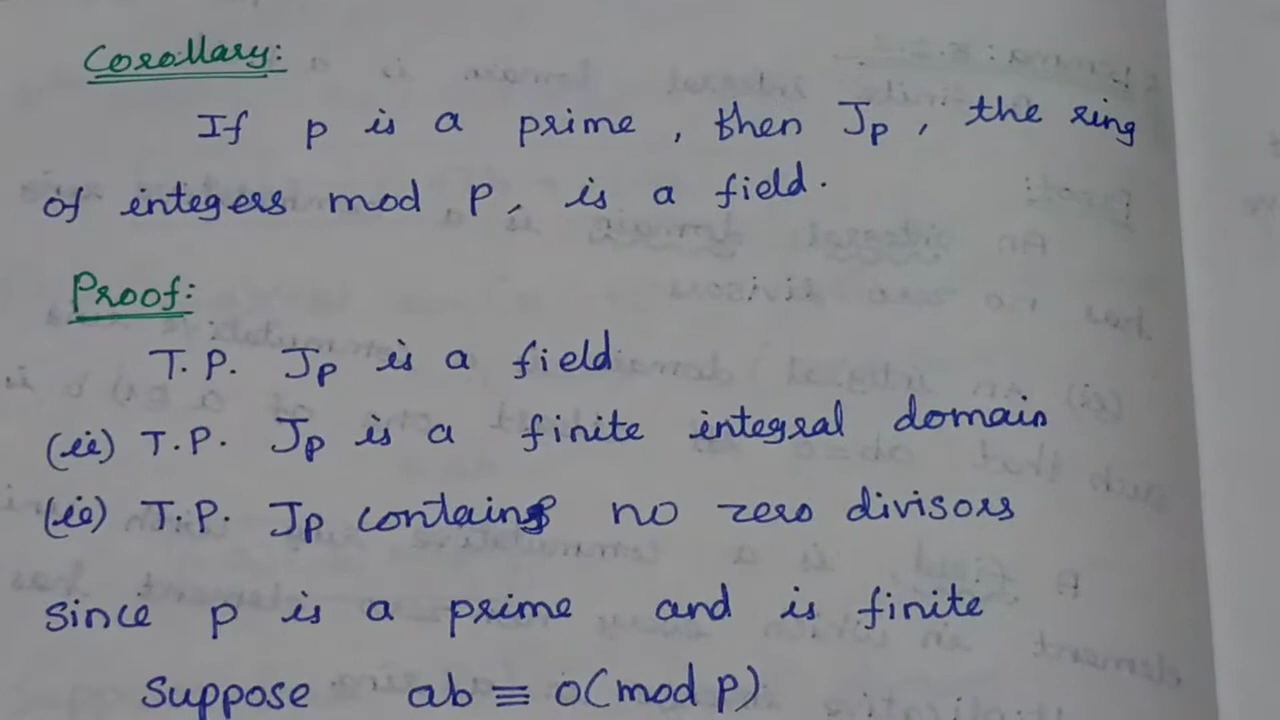 Corollary:
If p is a prime, then Jp, the ring
of integers mod p, is a field.
Proof:
T.P. Jp is a field
(ie) T.P. Jp is a finite integral domain
(ie) T.P. Jp contains no zero divisors
since p is a prime and is finite
suppose ab ≡ 0(mod p)